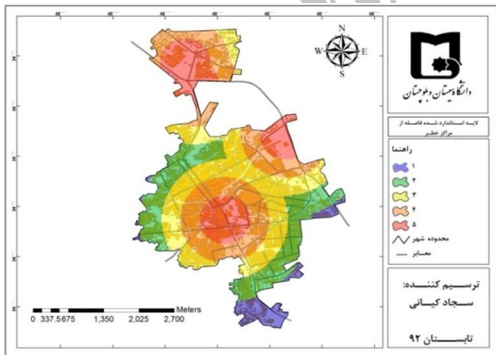 N
W E
S
دانشگاه سیستان و بلوچستان
لایه استاندارد شده فاصله از
مراکز خطر
راهنما
۱
۲
۳
۴
۵
محدوده شهر
معابر
Meters
0 337.5675 1,350 2,025 2,700
ترسیم کننده:
سجاد کیانی
تابستان ۹۲